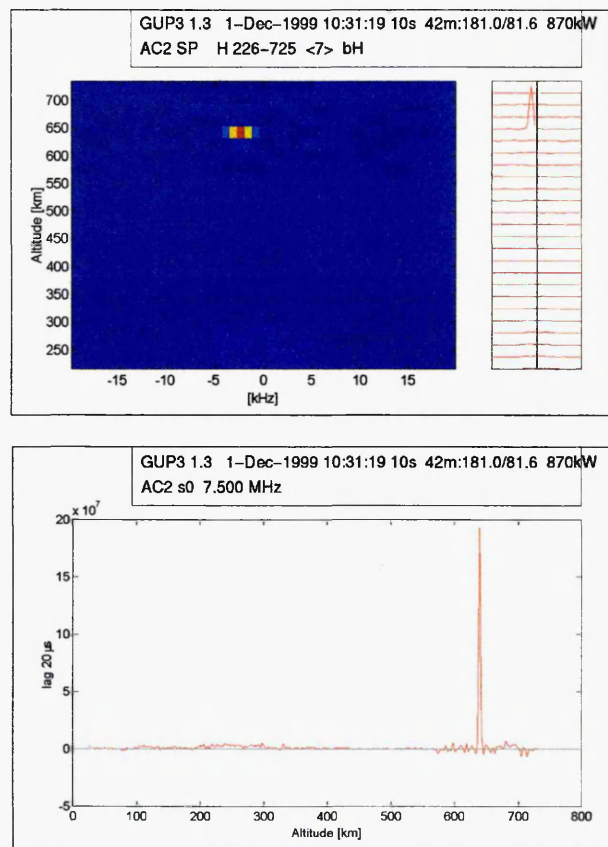 GUP3 1.3 1-Dec-1999 10:31:19 10s 42m:181.0/81.6 870kW
AC2 SP H 226-725 <7> bH
700
650
600
550
500
450
400
350
300
250
Altitude [km]
-15 -10 -5 0 5 10 15
[kHz]
GUP3 1.3 1-Dec-1999 10:31:19 10s 42m:181.0/81.6 870kW
AC2 s0 7.500 MHz
x 10⁷
20
15
10
5
0
-5
lag 20 µs
0 100 200 300 400 500 600 700 800
Altitude [km]